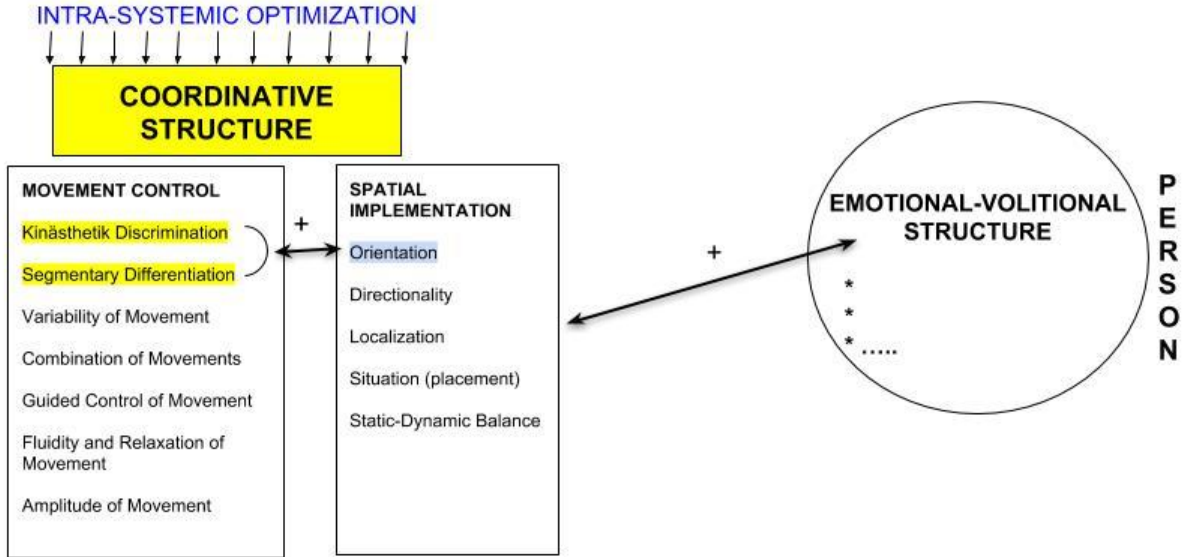 INTRA-SYSTEMIC OPTIMIZATION
COORDINATIVE
STRUCTURE
MOVEMENT CONTROL
Kinästhetik Discrimination
Segmentary Differentiation
Variability of Movement
Combination of Movements
Guided Control of Movement
Fluidity and Relaxation of
Movement
Amplitude of Movement
+
SPATIAL
IMPLEMENTATION
Orientation
Directionality
Localization
Situation (placement)
Static-Dynamic Balance
+
EMOTIONAL-VOLITIONAL
STRUCTURE
*
*
* .....
PERSON